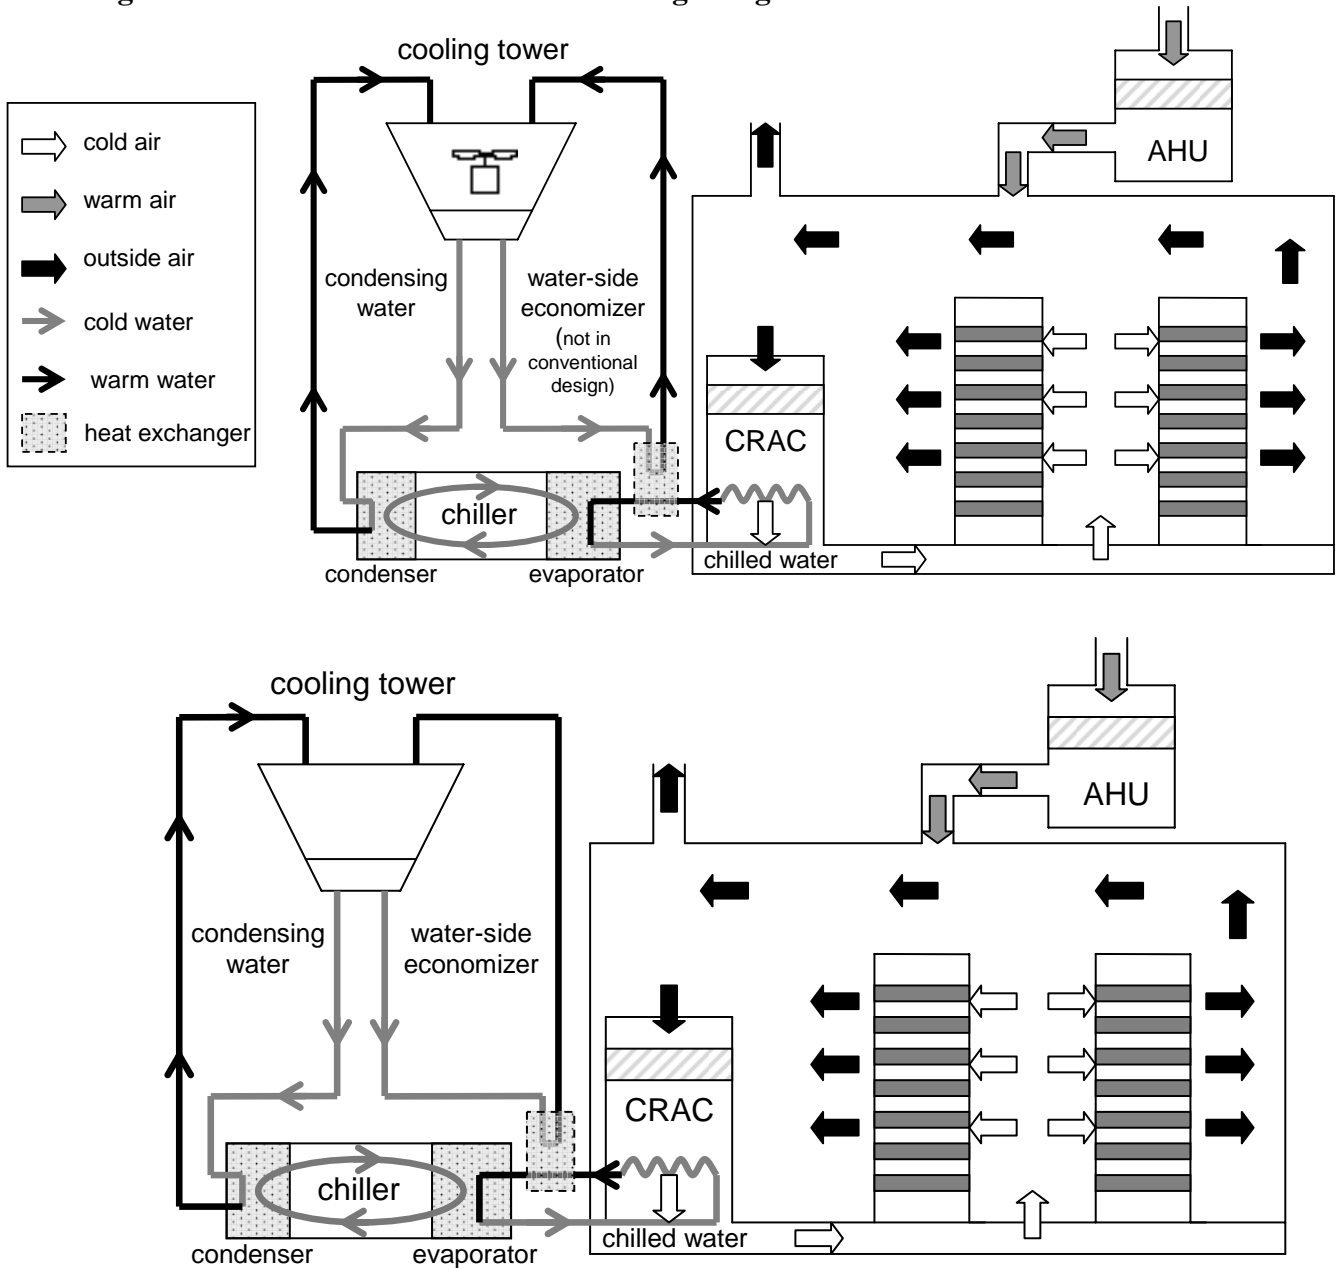 cooling tower
cold air
warm air
outside air
cold water
warm water
heat exchanger
AHU
condensing
water
water-side
economizer
(not in
conventional
design)
CRAC
chiller
chilled water
condenser
evaporator
cooling tower
AHU
condensing
water
water-side
economizer
CRAC
chiller
chilled water
condenser
evaporator